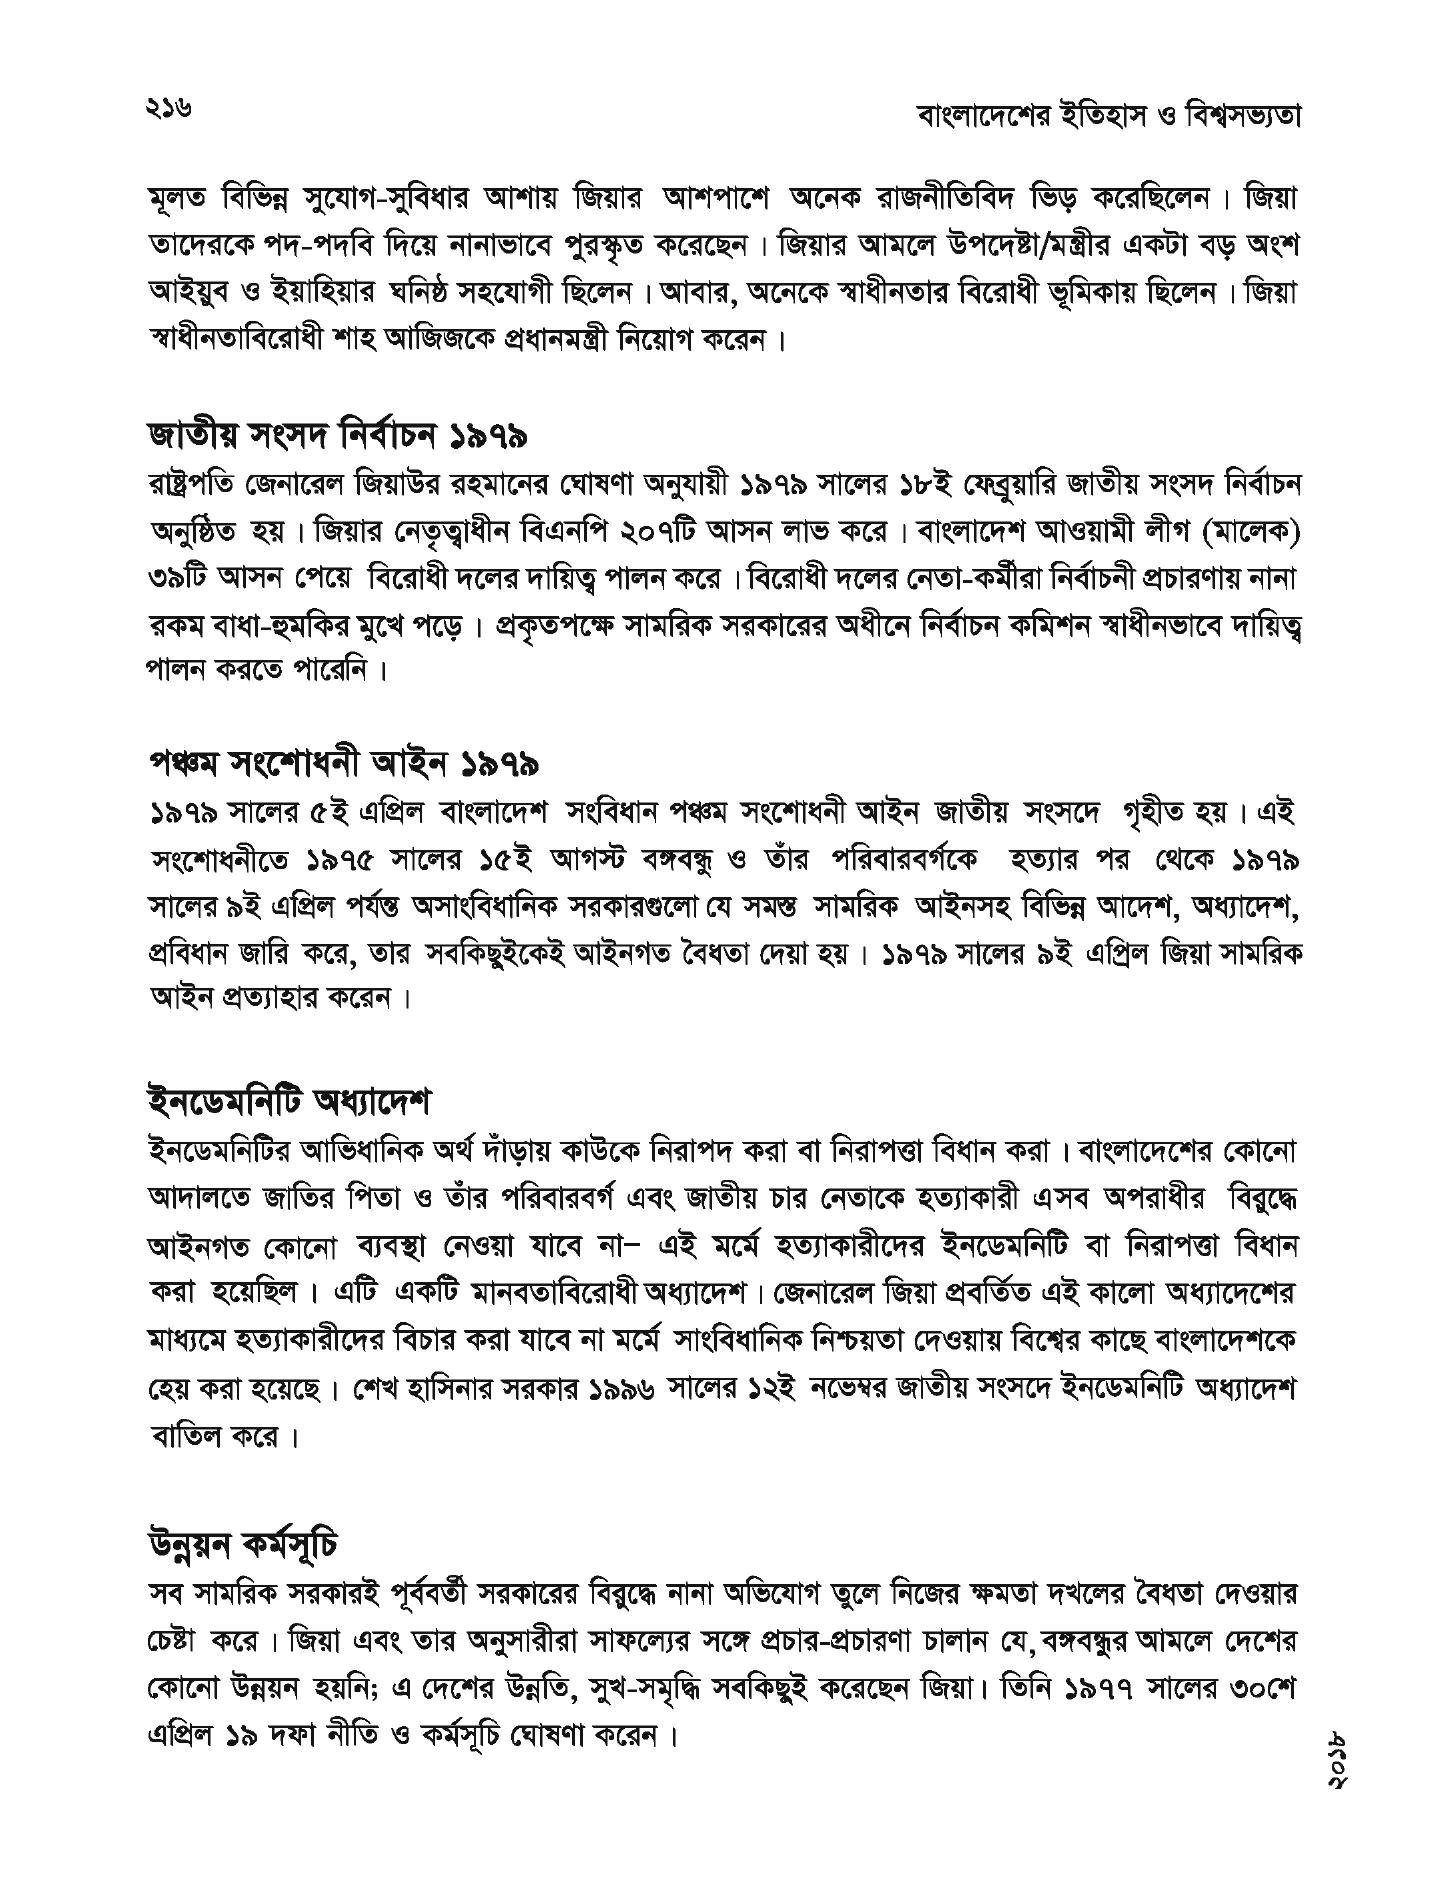 ২১৬
বাংলাদেশের ইতিহাস ও বিশ্বসভ্যতা
মূলত বিভিন্ন সুযোগ-সুবিধার আশায় জিয়ার আশপাশে অনেক রাজনীতিবিদ ভিড় করেছিলেন। জিয়া
তাদেরকে পদ-পদবি দিয়ে নানাভাবে পুরস্কৃত করেছেন। জিয়ার আমলে উপদেষ্টা/মন্ত্রীর একটা বড় অংশ
আইয়ুব ও ইয়াহিয়ার ঘনিষ্ঠ সহযোগী ছিলেন। আবার, অনেকে স্বাধীনতার বিরোধী ভূমিকায় ছিলেন। জিয়া
স্বাধীনতাবিরোধী শাহ আজিজকে প্রধানমন্ত্রী নিয়োগ করেন।
জাতীয় সংসদ নির্বাচন ১৯৭৯
রাষ্ট্রপতি জেনারেল জিয়াউর রহমানের ঘোষণা অনুযায়ী ১৯৭৯ সালের ১৮ই ফেব্রুয়ারি জাতীয় সংসদ নির্বাচন
অনুষ্ঠিত হয়। জিয়ার নেতৃত্বাধীন বিএনপি ২০৭টি আসন লাভ করে। বাংলাদেশ আওয়ামী লীগ (মালেক)
৩৯টি আসন পেয়ে বিরোধী দলের দায়িত্ব পালন করে। বিরোধী দলের নেতা-কর্মীরা নির্বাচনী প্রচারণায় নানা
রকম বাধা-হুমকির মুখে পড়ে। প্রকৃতপক্ষে সামরিক সরকারের অধীনে নির্বাচন কমিশন স্বাধীনভাবে দায়িত্ব
পালন করতে পারেনি।
পঞ্চম সংশোধনী আইন ১৯৭৯
১৯৭৯ সালের ৫ই এপ্রিল বাংলাদেশ সংবিধান পঞ্চম সংশোধনী আইন জাতীয় সংসদে গৃহীত হয়। এই
সংশোধনীতে ১৯৭৫ সালের ১৫ই আগস্ট বঙ্গবন্ধু ও তাঁর পরিবারবর্গকে হত্যার পর থেকে ১৯৭৯
সালের ৯ই এপ্রিল পর্যন্ত অসাংবিধানিক সরকারগুলো যে সমস্ত সামরিক আইনসহ বিভিন্ন আদেশ, অধ্যাদেশ,
প্রবিধান জারি করে, তার সবকিছুইকেই আইনগত বৈধতা দেয়া হয়। ১৯৭৯ সালের ৯ই এপ্রিল জিয়া সামরিক
আইন প্রত্যাহার করেন।
ইনডেমনিটি অধ্যাদেশ
ইনডেমনিটির আভিধানিক অর্থ দাঁড়ায় কাউকে নিরাপদ করা বা নিরাপত্তা বিধান করা। বাংলাদেশের কোনো
আদালতে জাতির পিতা ও তাঁর পরিবারবর্গ এবং জাতীয় চার নেতাকে হত্যাকারী এসব অপরাধীর বিরুদ্ধে
আইনগত কোনো ব্যবস্থা নেওয়া যাবে না– এই মর্মে হত্যাকারীদের ইনডেমনিটি বা নিরাপত্তা বিধান
করা হয়েছিল। এটি একটি মানবতাবিরোধী অধ্যাদেশ। জেনারেল জিয়া প্রবর্তিত এই কালো অধ্যাদেশের
মাধ্যমে হত্যাকারীদের বিচার করা যাবে না মর্মে সাংবিধানিক নিশ্চয়তা দেওয়ায় বিশ্বের কাছে বাংলাদেশকে
হেয় করা হয়েছে। শেখ হাসিনার সরকার ১৯৯৬ সালের ১২ই নভেম্বর জাতীয় সংসদে ইনডেমনিটি অধ্যাদেশ
বাতিল করে।
উন্নয়ন কর্মসূচি
সব সামরিক সরকারই পূর্ববর্তী সরকারের বিরুদ্ধে নানা অভিযোগ তুলে নিজের ক্ষমতা দখলের বৈধতা দেওয়ার
চেষ্টা করে। জিয়া এবং তার অনুসারীরা সাফল্যের সঙ্গে প্রচার-প্রচারণা চালান যে, বঙ্গবন্ধুর আমলে দেশের
কোনো উন্নয়ন হয়নি; এ দেশের উন্নতি, সুখ-সমৃদ্ধি সবকিছুই করেছেন জিয়া। তিনি ১৯৭৭ সালের ৩০শে
এপ্রিল ১৯ দফা নীতি ও কর্মসূচি ঘোষণা করেন।
২০১৮